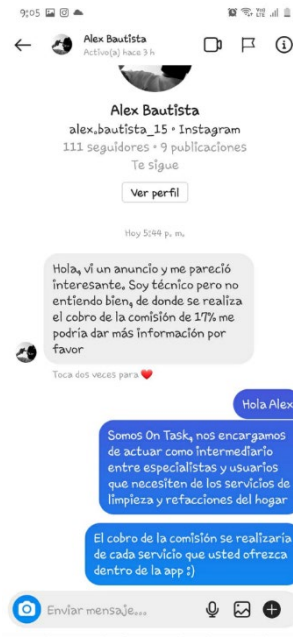 9:05
Alex Bautista
Activo(a) hace 3 h
Alex Bautista
alex.bautista_15 • Instagram
111 seguidores • 9 publicaciones
Te sigue
Ver perfil
Hoy 5:44 p. m.
Hola, vi un anuncio y me pareció
interesante. Soy técnico pero no
entiendo bien, de donde se realiza
el cobro de la comisión de 17% me
podría dar más información por
favor
Toca dos veces para ❤️
Hola Alex
Somos On Task, nos encargamos
de actuar como intermediario
entre especialistas y usuarios
que necesiten de los servicios de
limpieza y refacciones del hogar
El cobro de la comisión se realizaría
de cada servicio que usted ofrezca
dentro de la app :)
Enviar mensaje...